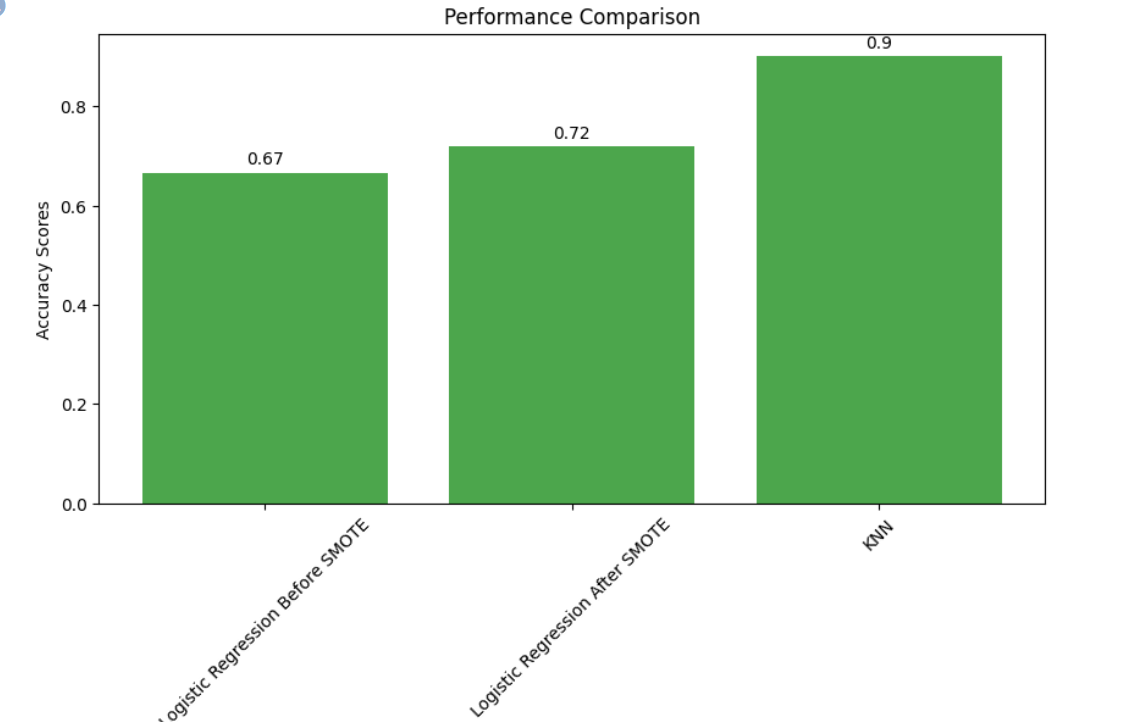 Performance Comparison
0.9
0.8
0.72
0.67
0.6
Accuracy Scores
0.4
0.2
0.0
Logistic Regression Before SMOTE
Logistic Regression After SMOTE
KNN